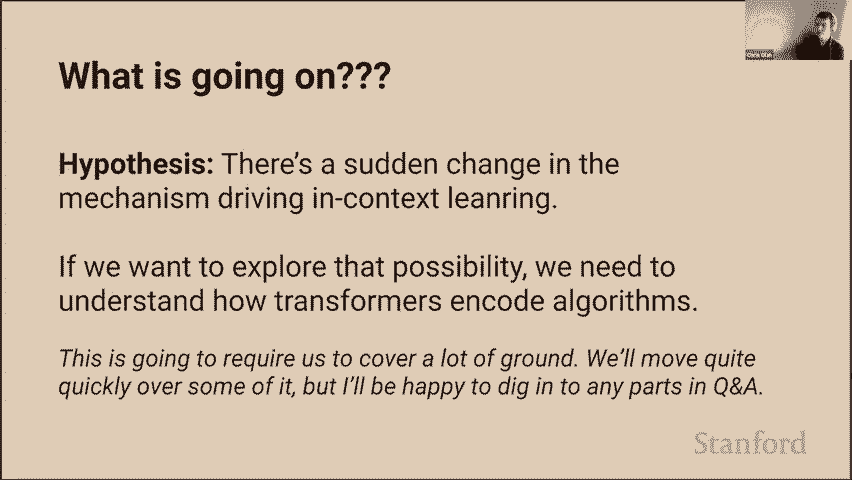 What is going on???
Hypothesis: There's a sudden change in the
mechanism driving in-context leanring.
If we want to explore that possibility, we need to
understand how transformers encode algorithms.
This is going to require us to cover a lot of ground. We'll move quite
quickly over some of it, but I'll be happy to dig in to any parts in Q&A.
Stanford